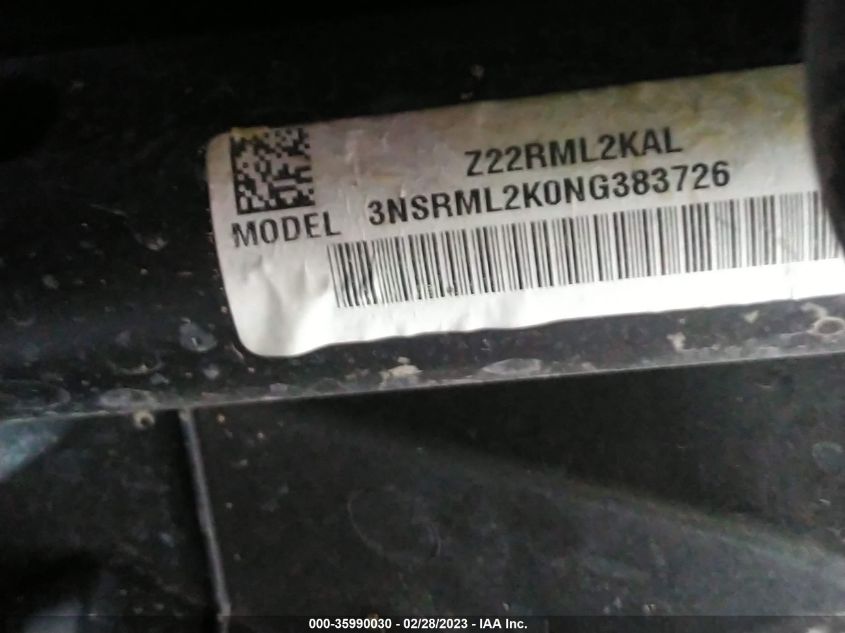 Z22RML2KAL
MODEL 3NSRML2K0NG383726
000-35990030 - 02/28/2023 - IAA Inc.